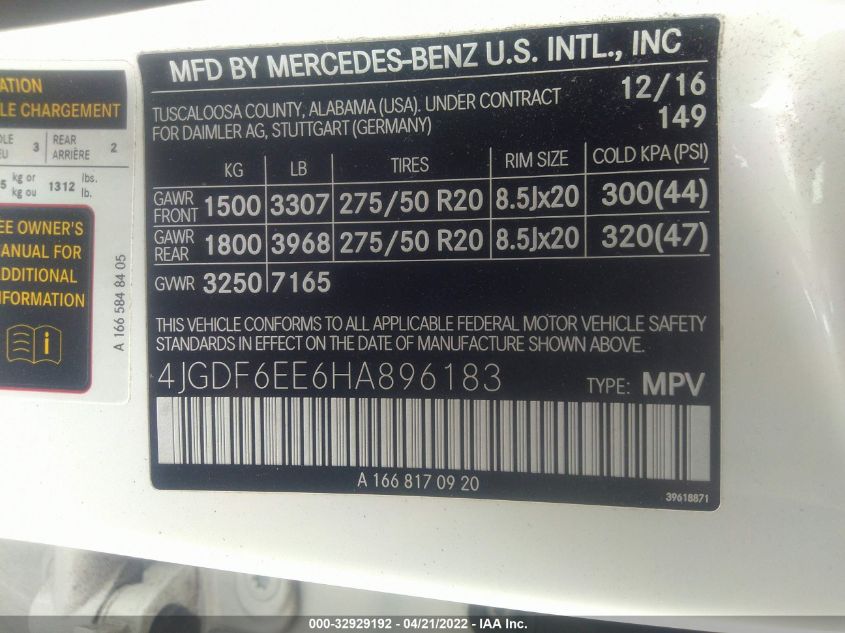 ATION
LE CHARGEMENT
3
REAR
ARRIÈRE
2
5 kg or
kg ou
1312 lbs.
lb.
EE OWNER'S
ANUAL FOR
DDITIONAL
NFORMATION
A 166 584 84 05
MFD BY MERCEDES-BENZ U.S. INTL., INC
TUSCALOOSA COUNTY, ALABAMA (USA). UNDER CONTRACT
FOR DAIMLER AG, STUTTGART (GERMANY)
12/16
149
KG LB TIRES RIM SIZE COLD KPA (PSI)
GAWR FRONT 1500 3307 275/50 R20 8.5Jx20 300(44)
GAWR REAR 1800 3968 275/50 R20 8.5Jx20 320(47)
GVWR 3250 7165
THIS VEHICLE CONFORMS TO ALL APPLICABLE FEDERAL MOTOR VEHICLE SAFETY
STANDARDS IN EFFECT ON THE DATE OF MANUFACTURE SHOWN ABOVE.
4JGDF6EE6HA896183 TYPE: MPV
A 166 817 09 20
39618871
000-32929192 - 04/21/2022 - IAA, Inc.